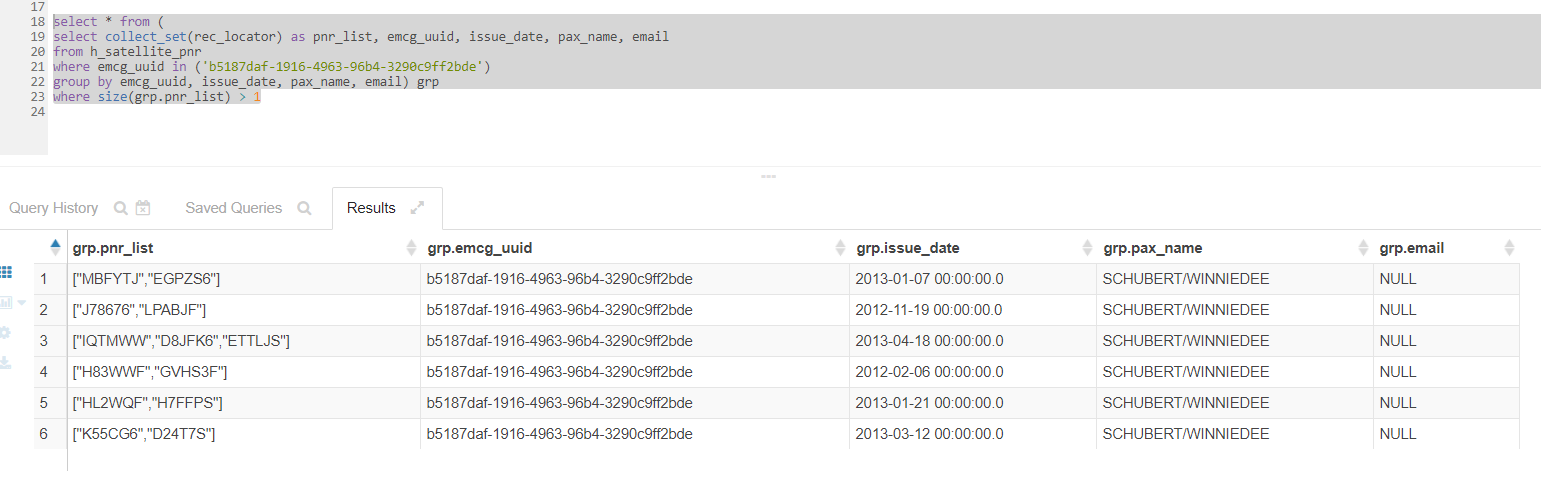 17
18 select * from (
19 select collect_set(rec_locator) as pnr_list, emcg_uuid, issue_date, pax_name, email
20 from h_satellite_pnr
21 where emcg_uuid in ('b5187daf-1916-4963-96b4-3290c9ff2bde')
22 group by emcg_uuid, issue_date, pax_name, email) grp
23 where size(grp.pnr_list) > 1
24
Query History Saved Queries Results
grp.pnr_list grp.emcg_uuid grp.issue_date grp.pax_name grp.email
1 ["MBFYTJ","EGPZS6"] b5187daf-1916-4963-96b4-3290c9ff2bde 2013-01-07 00:00:00.0 SCHUBERT/WINNIEDEE NULL
2 ["J78676","LPABJF"] b5187daf-1916-4963-96b4-3290c9ff2bde 2012-11-19 00:00:00.0 SCHUBERT/WINNIEDEE NULL
3 ["IQTMWW","D8JFK6","ETTLJS"] b5187daf-1916-4963-96b4-3290c9ff2bde 2013-04-18 00:00:00.0 SCHUBERT/WINNIEDEE NULL
4 ["H83WWF","GVHS3F"] b5187daf-1916-4963-96b4-3290c9ff2bde 2012-02-06 00:00:00.0 SCHUBERT/WINNIEDEE NULL
5 ["HL2WQF","H7FFPS"] b5187daf-1916-4963-96b4-3290c9ff2bde 2013-01-21 00:00:00.0 SCHUBERT/WINNIEDEE NULL
6 ["K55CG6","D24T7S"] b5187daf-1916-4963-96b4-3290c9ff2bde 2013-03-12 00:00:00.0 SCHUBERT/WINNIEDEE NULL